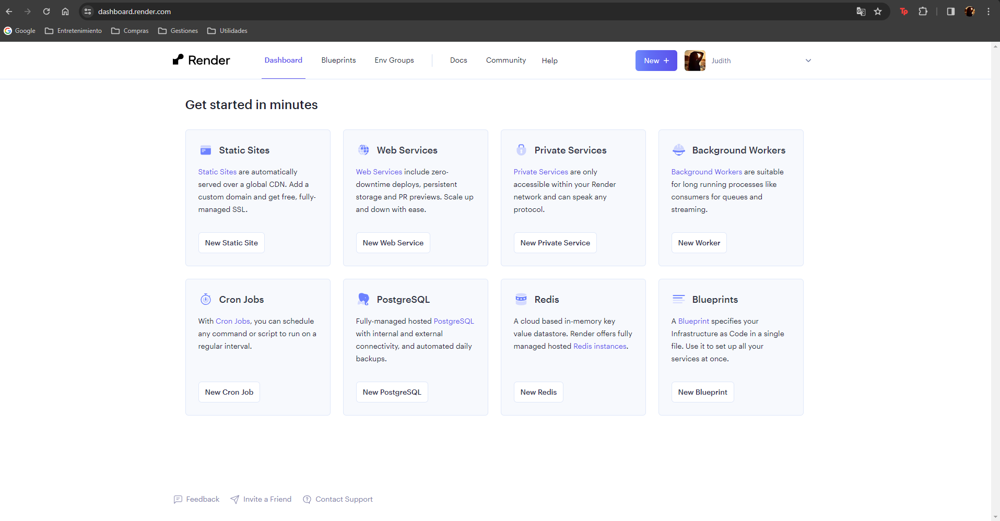 dashboard.render.com
Google Entretenimiento Compras Gestiones Utilidades
Render Dashboard Blueprints Env Groups Docs Community Help New + Judith
Get started in minutes
Static Sites
Static Sites are automatically
served over a global CDN. Add a
custom domain and get free, fully-
managed SSL.
New Static Site
Web Services
Web Services include zero-
downtime deploys, persistent
storage and PR previews. Scale up
and down with ease.
New Web Service
Private Services
Private Services are only
accessible within your Render
network and can speak any
protocol.
New Private Service
Background Workers
Background Workers are suitable
for long running processes like
consumers for queues and
streaming.
New Worker
Cron Jobs
With Cron Jobs, you can schedule
any command or script to run on a
regular interval.
New Cron Job
PostgreSQL
Fully-managed hosted PostgreSQL
with internal and external
connectivity, and automated daily
backups.
New PostgreSQL
Redis
A cloud based in-memory key
value datastore. Render offers fully
managed hosted Redis instances.
New Redis
Blueprints
A Blueprint specifies your
Infrastructure as Code in a single
file. Use it to set up all your
services at once.
New Blueprint
Feedback Invite a Friend Contact Support